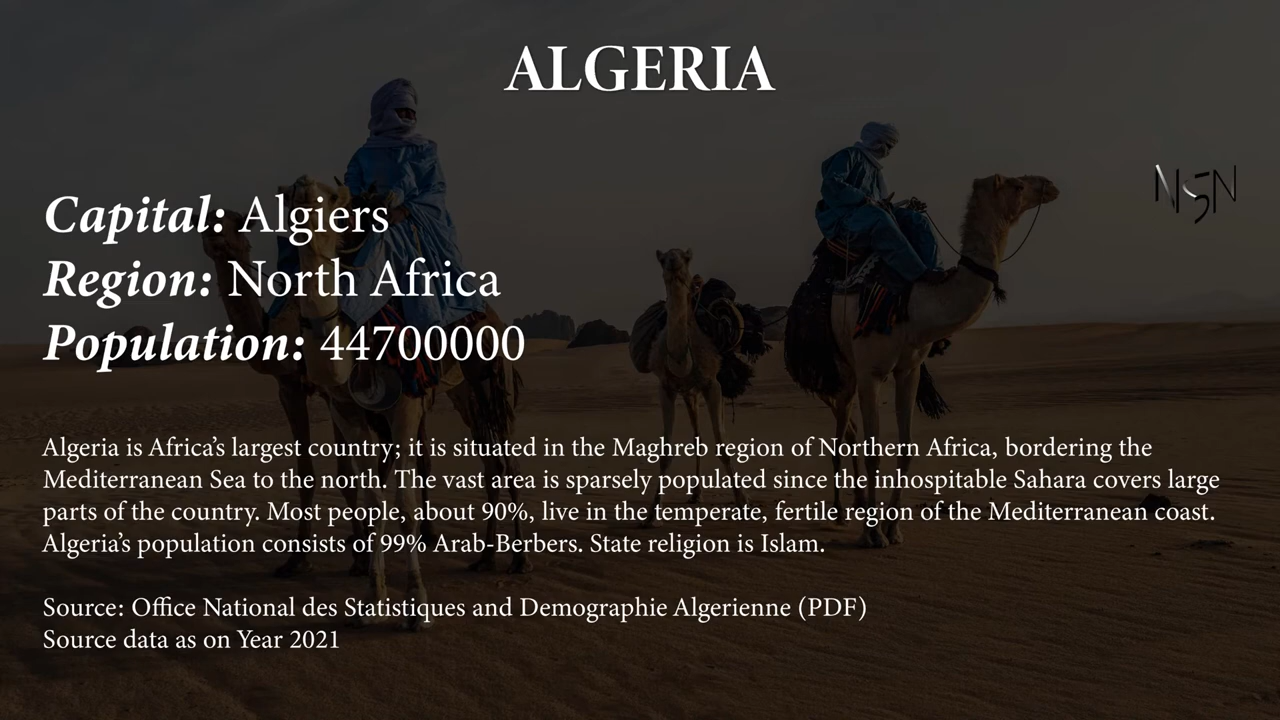 ALGERIA
NSN
Capital: Algiers
Region: North Africa
Population: 44700000
Algeria is Africa's largest country; it is situated in the Maghreb region of Northern Africa, bordering the
Mediterranean Sea to the north. The vast area is sparsely populated since the inhospitable Sahara covers large
parts of the country. Most people, about 90%, live in the temperate, fertile region of the Mediterranean coast.
Algeria's population consists of 99% Arab-Berbers. State religion is Islam.
Source: Office National des Statistiques and Demographie Algerienne (PDF)
Source data as on Year 2021